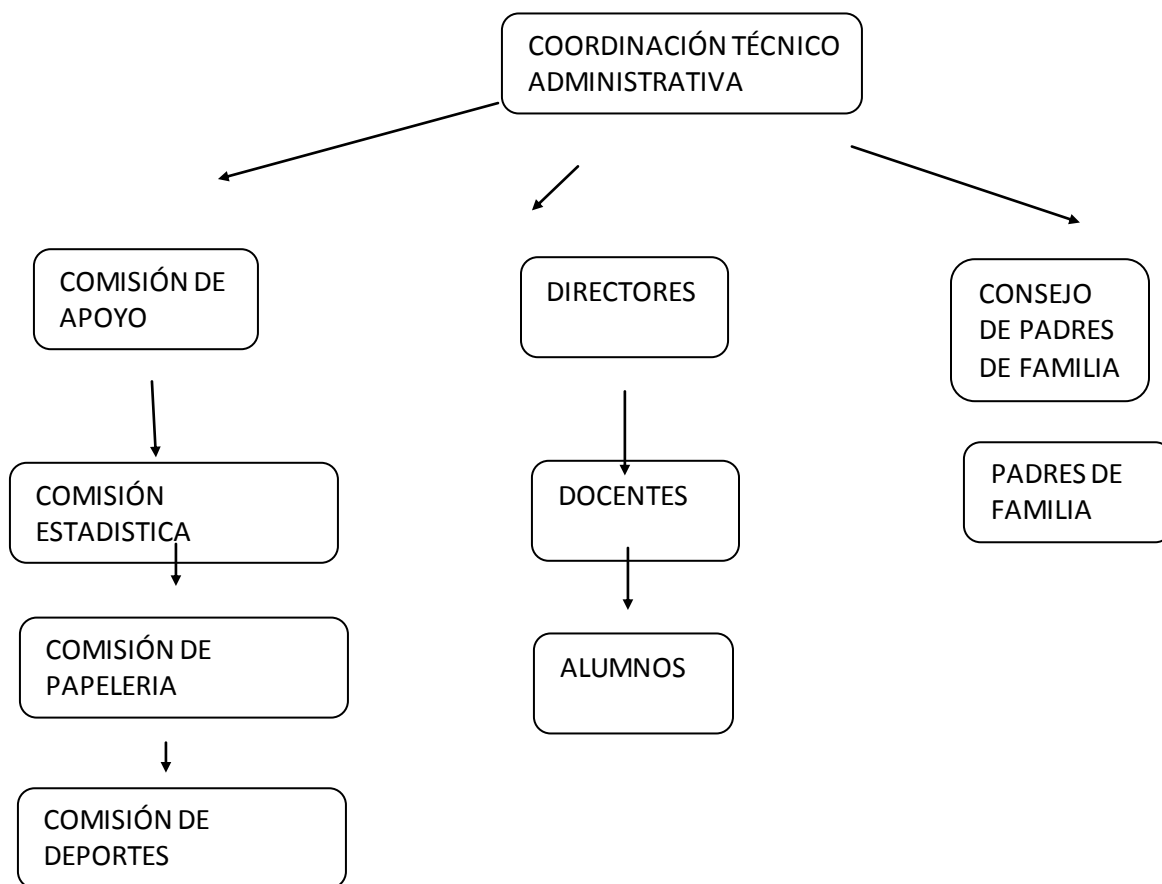 COORDINACIÓN TÉCNICO
ADMINISTRATIVA
COMISIÓN DE
APOYO
DIRECTORES
CONSEJO
DE PADRES
DE FAMILIA
COMISIÓN
ESTADISTICA
DOCENTES
PADRES DE
FAMILIA
COMISIÓN DE
PAPELERIA
ALUMNOS
COMISIÓN DE
DEPORTES